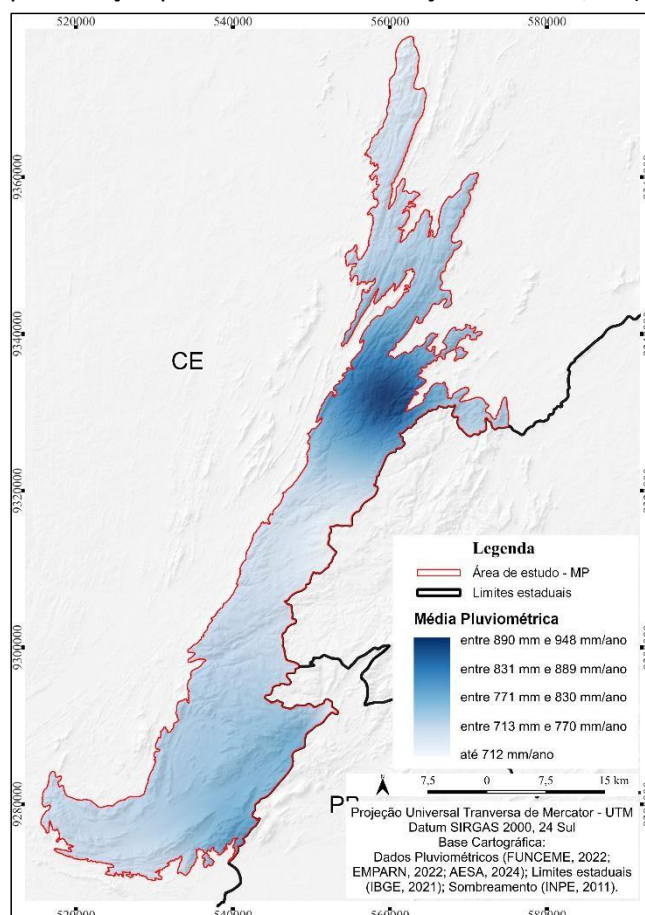 520000 540000 560000 580000
9360000
9340000
CE
9320000
9300000
9280000
Legenda
Área de estudo - MP
Limites estaduais
Média Pluviométrica
entre 890 mm e 948 mm/ano
entre 831 mm e 889 mm/ano
entre 771 mm e 830 mm/ano
entre 713 mm e 770 mm/ano
até 712 mm/ano
N
7,5 0 7,5 15 km
Projeção Universal Tranversa de Mercator - UTM
Datum SIRGAS 2000, 24 Sul
Base Cartográfica:
Dados Pluviométricos (FUNCEME, 2022;
EMPARN, 2022; AESA, 2024); Limites estaduais
(IBGE, 2021); Sombreamento (INPE, 2011).
520000 540000 560000 580000